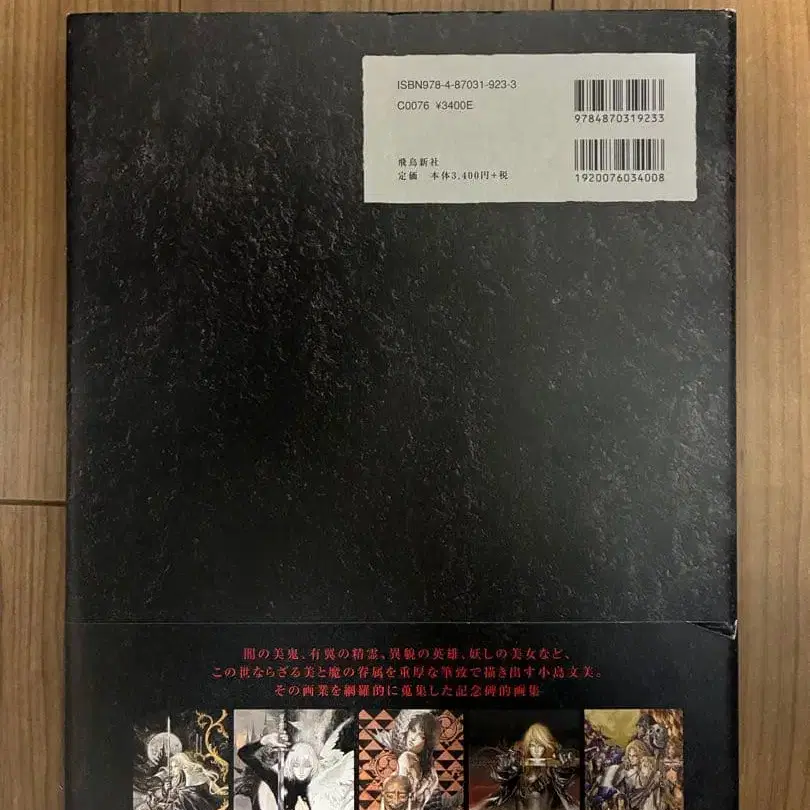 ISBN978-4-87031-923-3
C0076 ¥3400E
9784870319233
飛鳥新社
定価 本体3,400円+税
1920076034008
闇の美鬼、有翼の精霊、異貌の英雄、妖しの美女など、
この世ならざる美と魔の眷属を重厚な筆致で描き出す小島文美。
その画業を網羅的に蒐集した記念碑的画集